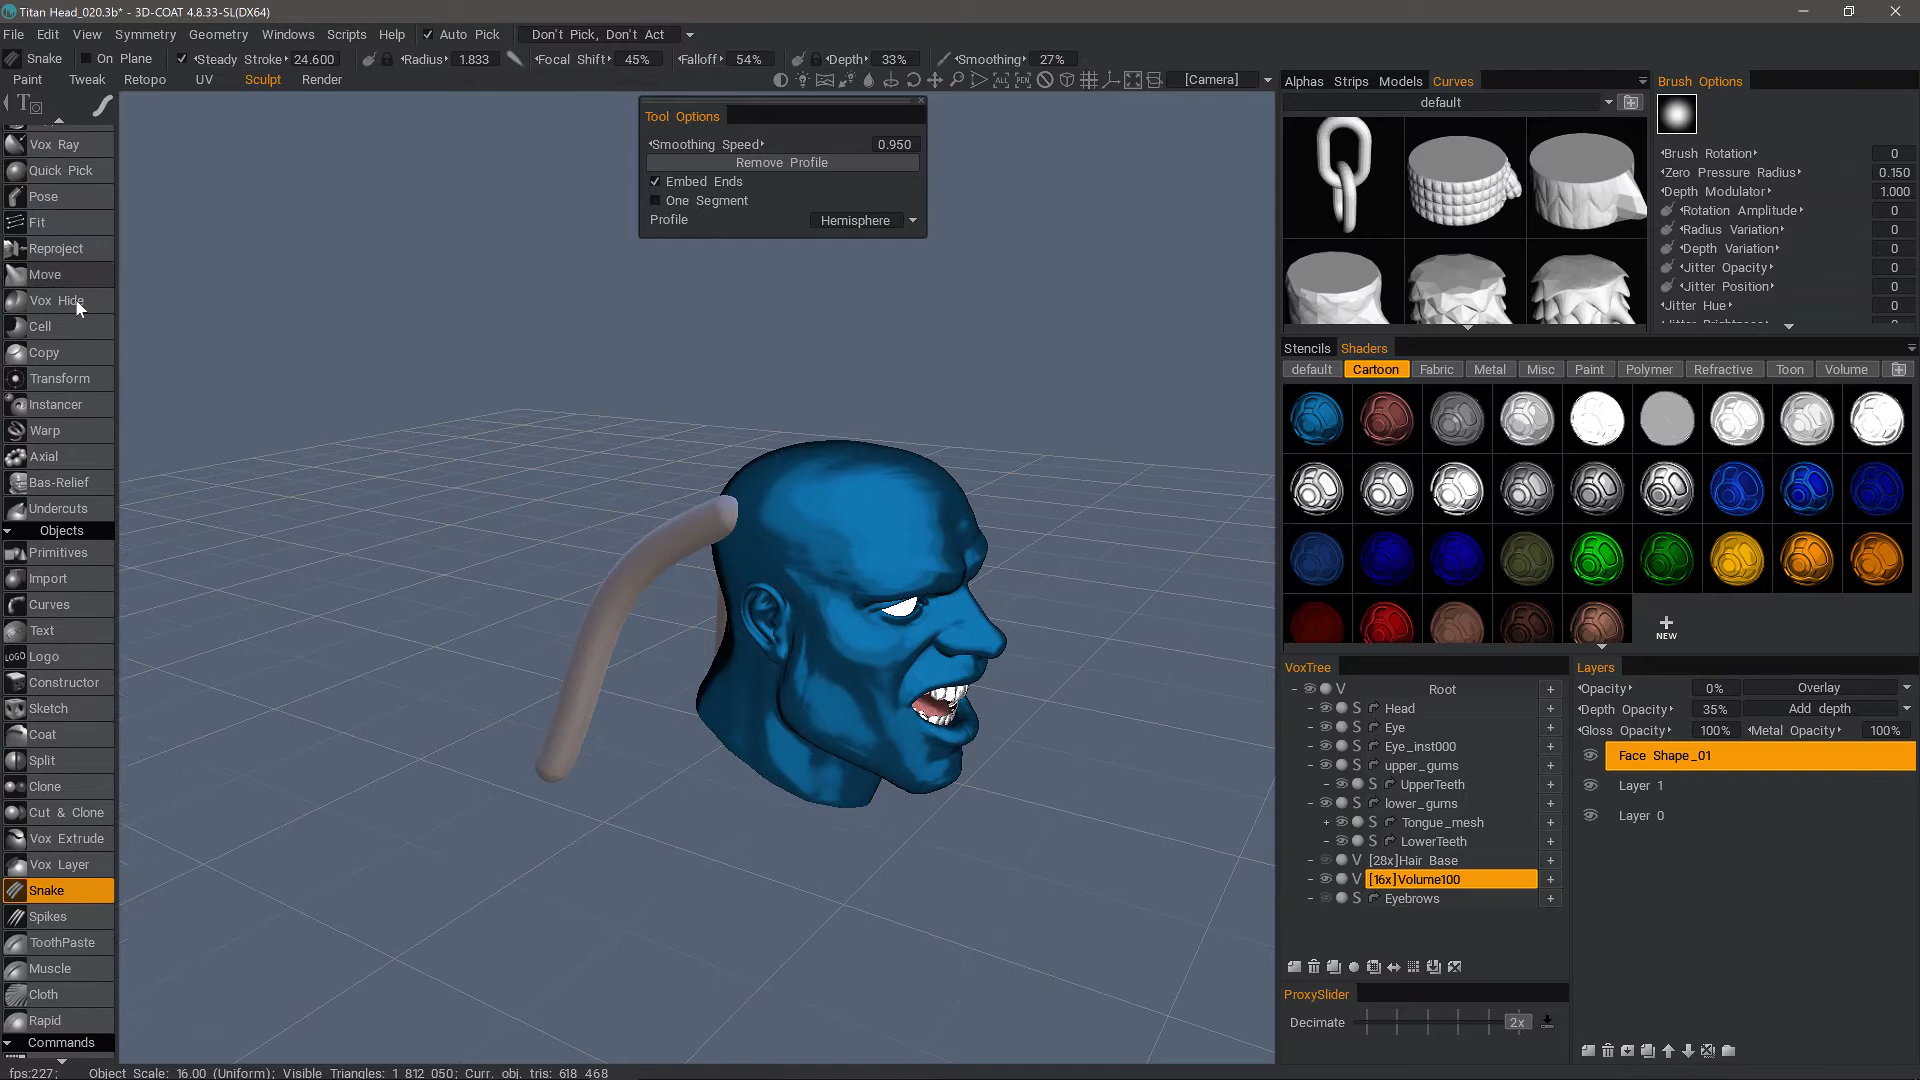 Titan Head_020.3b* - 3D-COAT 4.8.33-SL(DX64)
File Edit View Symmetry Geometry Windows Scripts Help Auto Pick Don't Pick, Don't Act
Snake On Plane Steady Stroke 24.600 Radius 1.833 Focal Shift 45% Falloff 54% Depth 33% Smoothing 27%
Paint Tweak Retopo UV Sculpt Render [Camera]
Vox Ray
Quick Pick
Pose
Fit
Reproject
Move
Vox Hide
Cell
Copy
Transform
Instancer
Warp
Axial
Bas-Relief
Undercuts
Objects
Primitives
Import
Curves
Text
LOGO Logo
Constructor
Sketch
Coat
Split
Clone
Cut & Clone
Vox Extrude
Vox Layer
Snake
Spikes
ToothPaste
Muscle
Cloth
Rapid
Commands
Tool Options
Smoothing Speed 0.950
Remove Profile
Embed Ends
One Segment
Profile Hemisphere
Alphas Strips Models Curves
default
Brush Options
Brush Rotation 0
Zero Pressure Radius 0.150
Depth Modulator 1.000
Rotation Amplitude 0
Radius Variation 0
Depth Variation 0
Jitter Opacity 0
Jitter Position 0
Jitter Hue 0
Stencils Shaders
default Cartoon Fabric Metal Misc Paint Polymer Refractive Toon Volume
NEW
VoxTree
V Root +
S Head +
S Eye +
S Eye_inst000 +
S upper_gums +
S UpperTeeth +
S lower_gums +
S Tongue_mesh +
S LowerTeeth +
V [28x]Hair Base +
V [16x]Volume100 +
S Eyebrows +
ProxySlider
Decimate 2x
Layers
Opacity 0% Overlay
Depth Opacity 35% Add depth
Gloss Opacity 100% Metal Opacity 100%
Face Shape_01
Layer 1
Layer 0
fps:227; Object Scale: 16.00 (Uniform); Visible Triangles: 1 812 050; Curr. obj. tris: 618 468